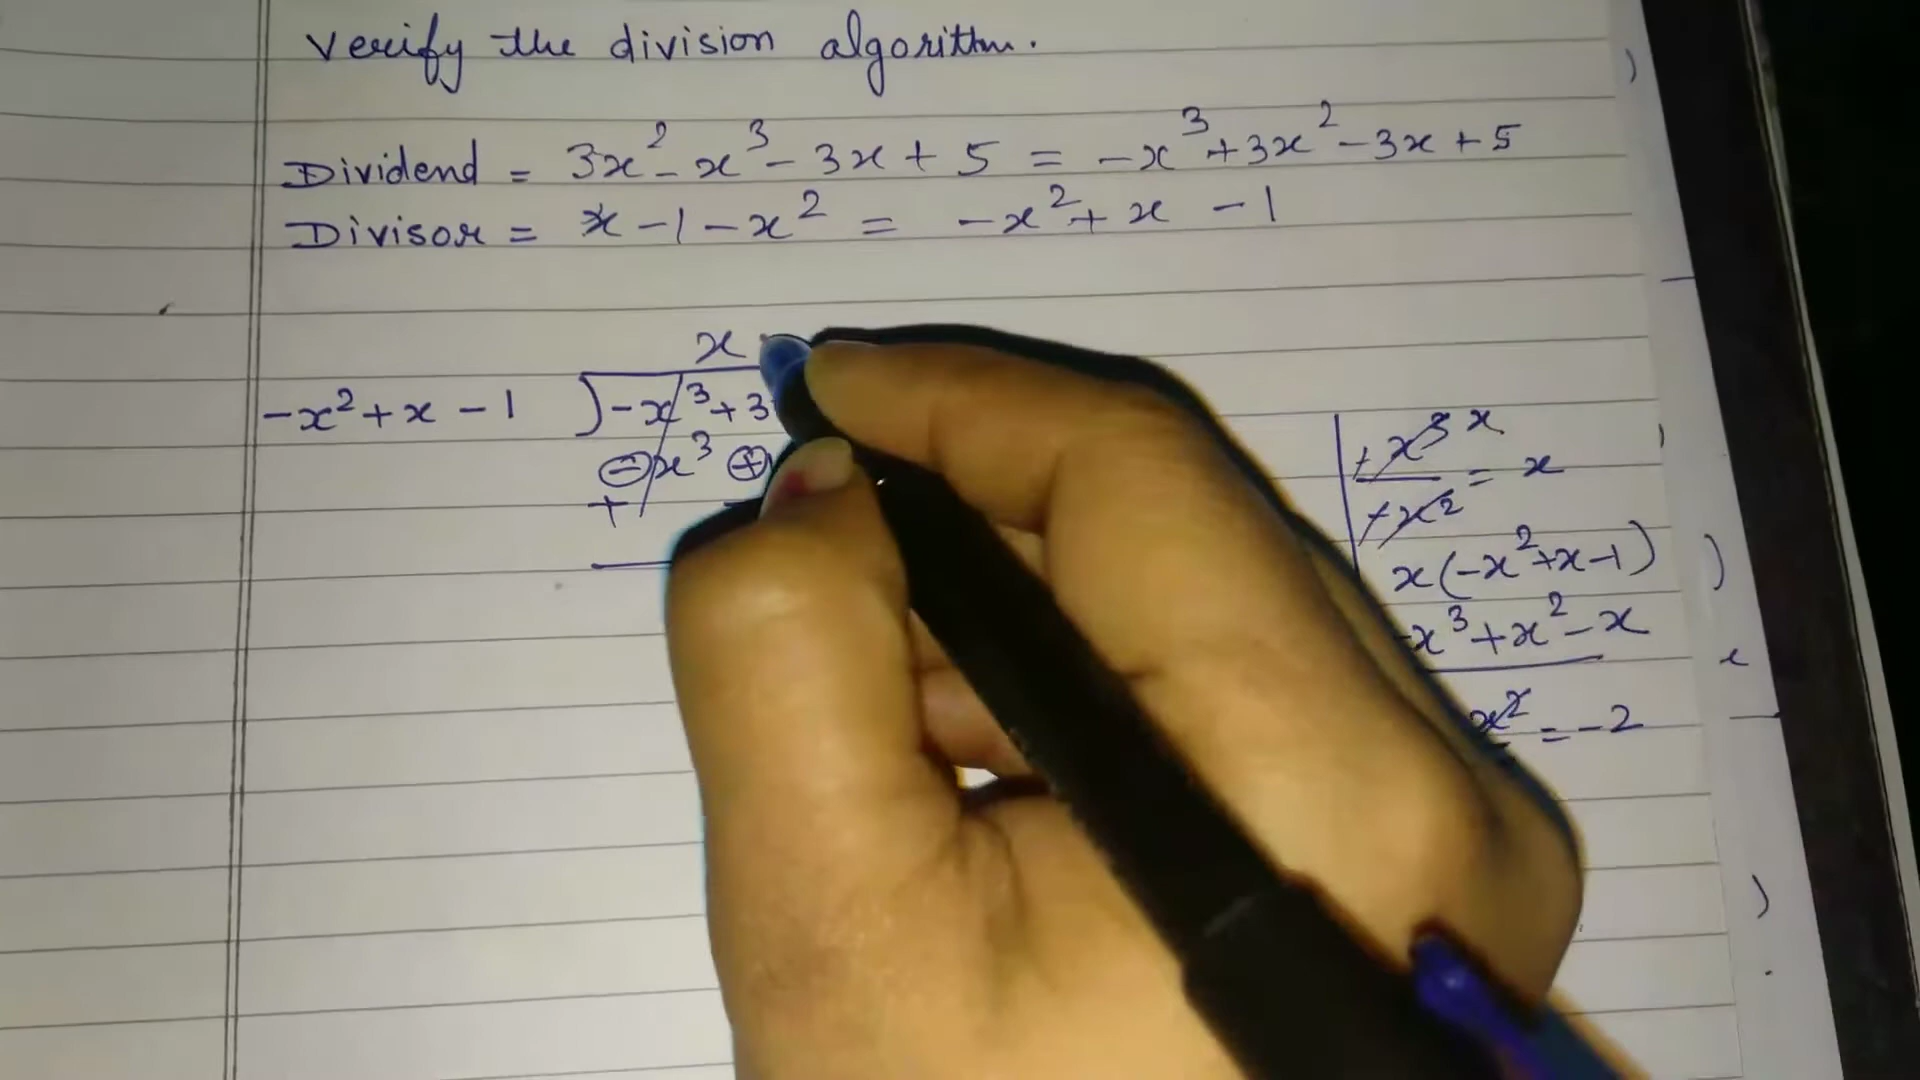 Verify the division algorithm.
Dividend = 3x² - x³ - 3x + 5 = -x³ + 3x² - 3x + 5
Divisor = x - 1 - x² = -x² + x - 1
x
-x² + x - 1 ) -x³ + 3
⊖x³ ⊕
+ -
+x³ x
+x² = x
x(-x² + x - 1)
-x³ + x² - x
x² = -2